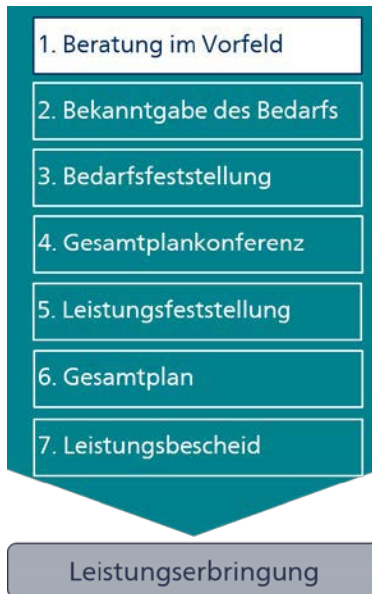 1. Beratung im Vorfeld
2. Bekanntgabe des Bedarfs
3. Bedarfsfeststellung
4. Gesamtplankonferenz
5. Leistungsfeststellung
6. Gesamtplan
7. Leistungsbescheid
Leistungserbringung